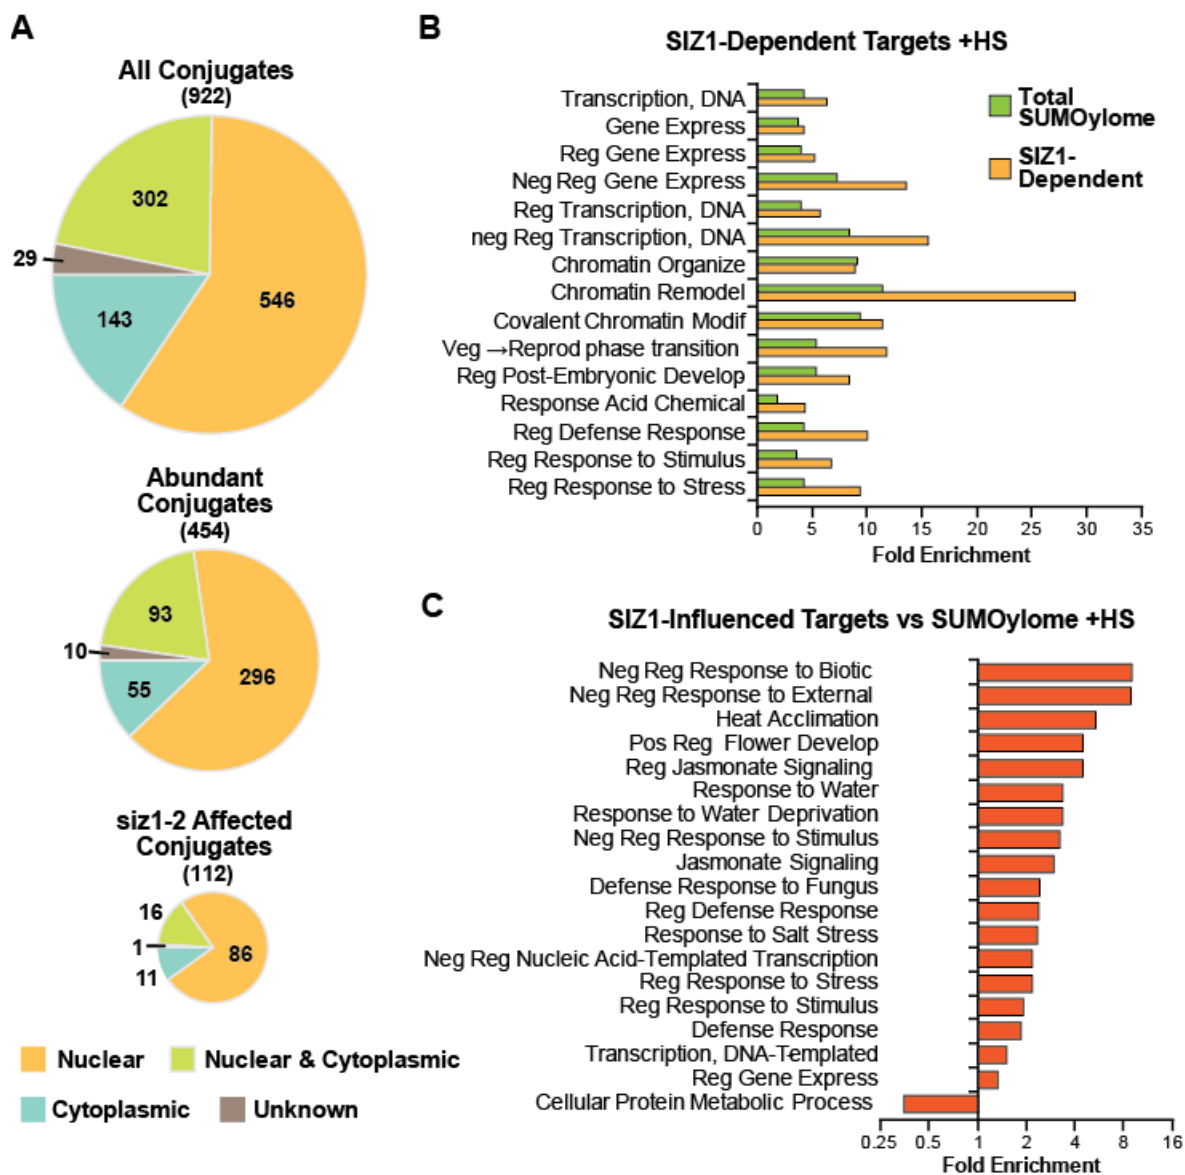 A
All Conjugates
(922)
302
29
546
143
Abundant
Conjugates
(454)
93
10
296
55
siz1-2 Affected
Conjugates
(112)
16
1
86
11
Nuclear
Nuclear & Cytoplasmic
Cytoplasmic
Unknown
B
SIZ1-Dependent Targets +HS
Total
SUMOylome
SIZ1-
Dependent
Transcription, DNA
Gene Express
Reg Gene Express
Neg Reg Gene Express
Reg Transcription, DNA
neg Reg Transcription, DNA
Chromatin Organize
Chromatin Remodel
Covalent Chromatin Modif
Veg →Reprod phase transition
Reg Post-Embryonic Develop
Response Acid Chemical
Reg Defense Response
Reg Response to Stimulus
Reg Response to Stress
0 5 10 15 20 25 30 35
Fold Enrichment
C
SIZ1-Influenced Targets vs SUMOylome +HS
Neg Reg Response to Biotic
Neg Reg Response to External
Heat Acclimation
Pos Reg Flower Develop
Reg Jasmonate Signaling
Response to Water
Response to Water Deprivation
Neg Reg Response to Stimulus
Jasmonate Signaling
Defense Response to Fungus
Reg Defense Response
Response to Salt Stress
Neg Reg Nucleic Acid-Templated Transcription
Reg Response to Stress
Reg Response to Stimulus
Defense Response
Transcription, DNA-Templated
Reg Gene Express
Cellular Protein Metabolic Process
0.25 0.5 1 2 4 8 16
Fold Enrichment